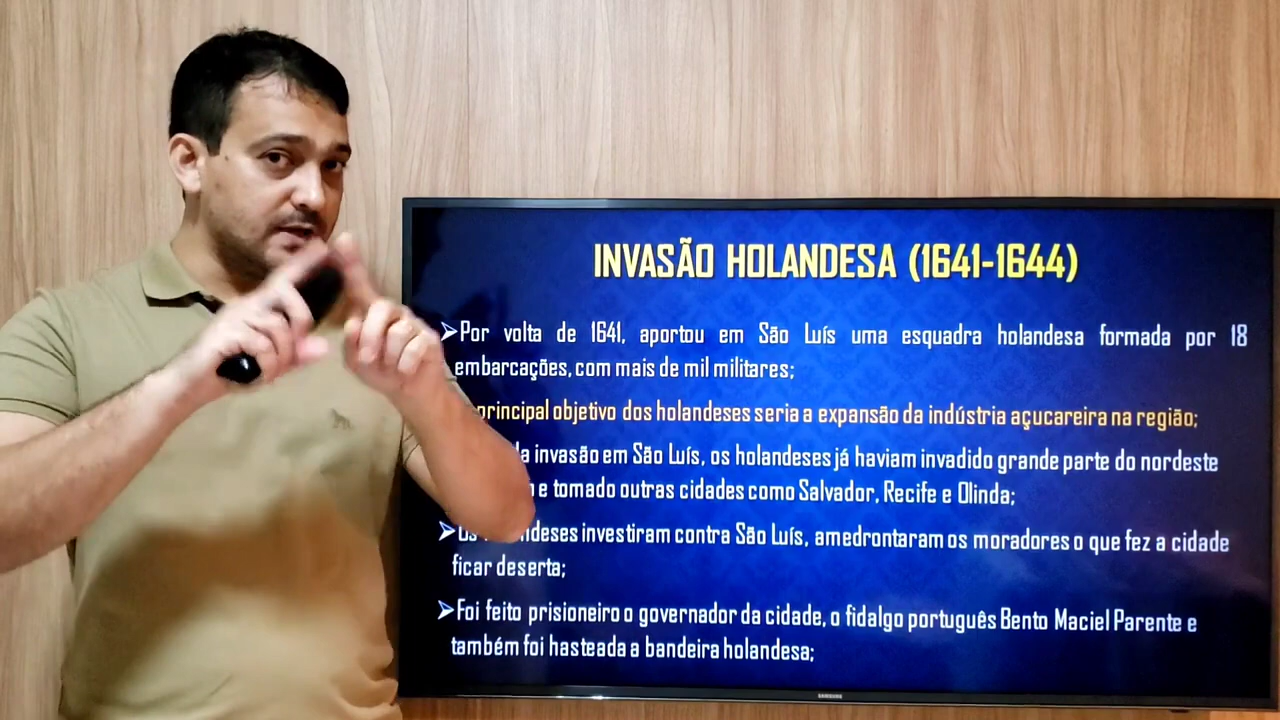 INVASÃO HOLANDESA (1641-1644)
➢Por volta de 1641, aportou em São Luís uma esquadra holandesa formada por 18
embarcações, com mais de mil militares;
principal objetivo dos holandeses seria a expansão da indústria açucareira na região;
da invasão em São Luís, os holandeses já haviam invadido grande parte do nordeste
e tomado outras cidades como Salvador, Recife e Olinda;
➢Os investiram contra São Luís, amedrontaram os moradores o que fez a cidade
ficar deserta;
➢Foi feito prisioneiro o governador da cidade, o fidalgo português Bento Maciel Parente e
também foi hasteada a bandeira holandesa;
SAMSUNG